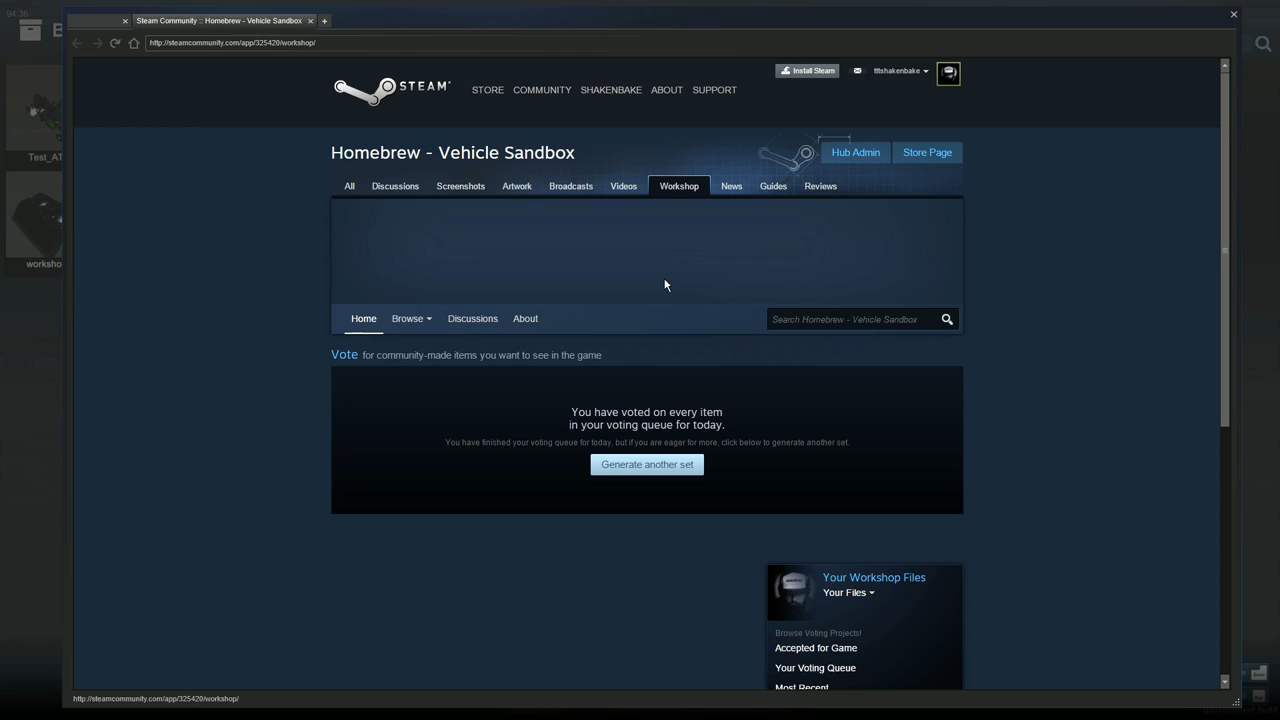 94.36
Steam Community :: Homebrew - Vehicle Sandbox
http://steamcommunity.com/app/325420/workshop/
Install Steam
tttshakenbake
STEAM
STORE COMMUNITY SHAKENBAKE ABOUT SUPPORT
Homebrew - Vehicle Sandbox
Hub Admin
Store Page
All Discussions Screenshots Artwork Broadcasts Videos Workshop News Guides Reviews
Test_AT
worksho
Home Browse Discussions About
Search Homebrew - Vehicle Sandbox
Vote for community-made items you want to see in the game
You have voted on every item
in your voting queue for today.
You have finished your voting queue for today, but if you are eager for more, click below to generate another set.
Generate another set
Your Workshop Files
Your Files
Browse Voting Projects!
Accepted for Game
Your Voting Queue
Most Recent
http://steamcommunity.com/app/325420/workshop/